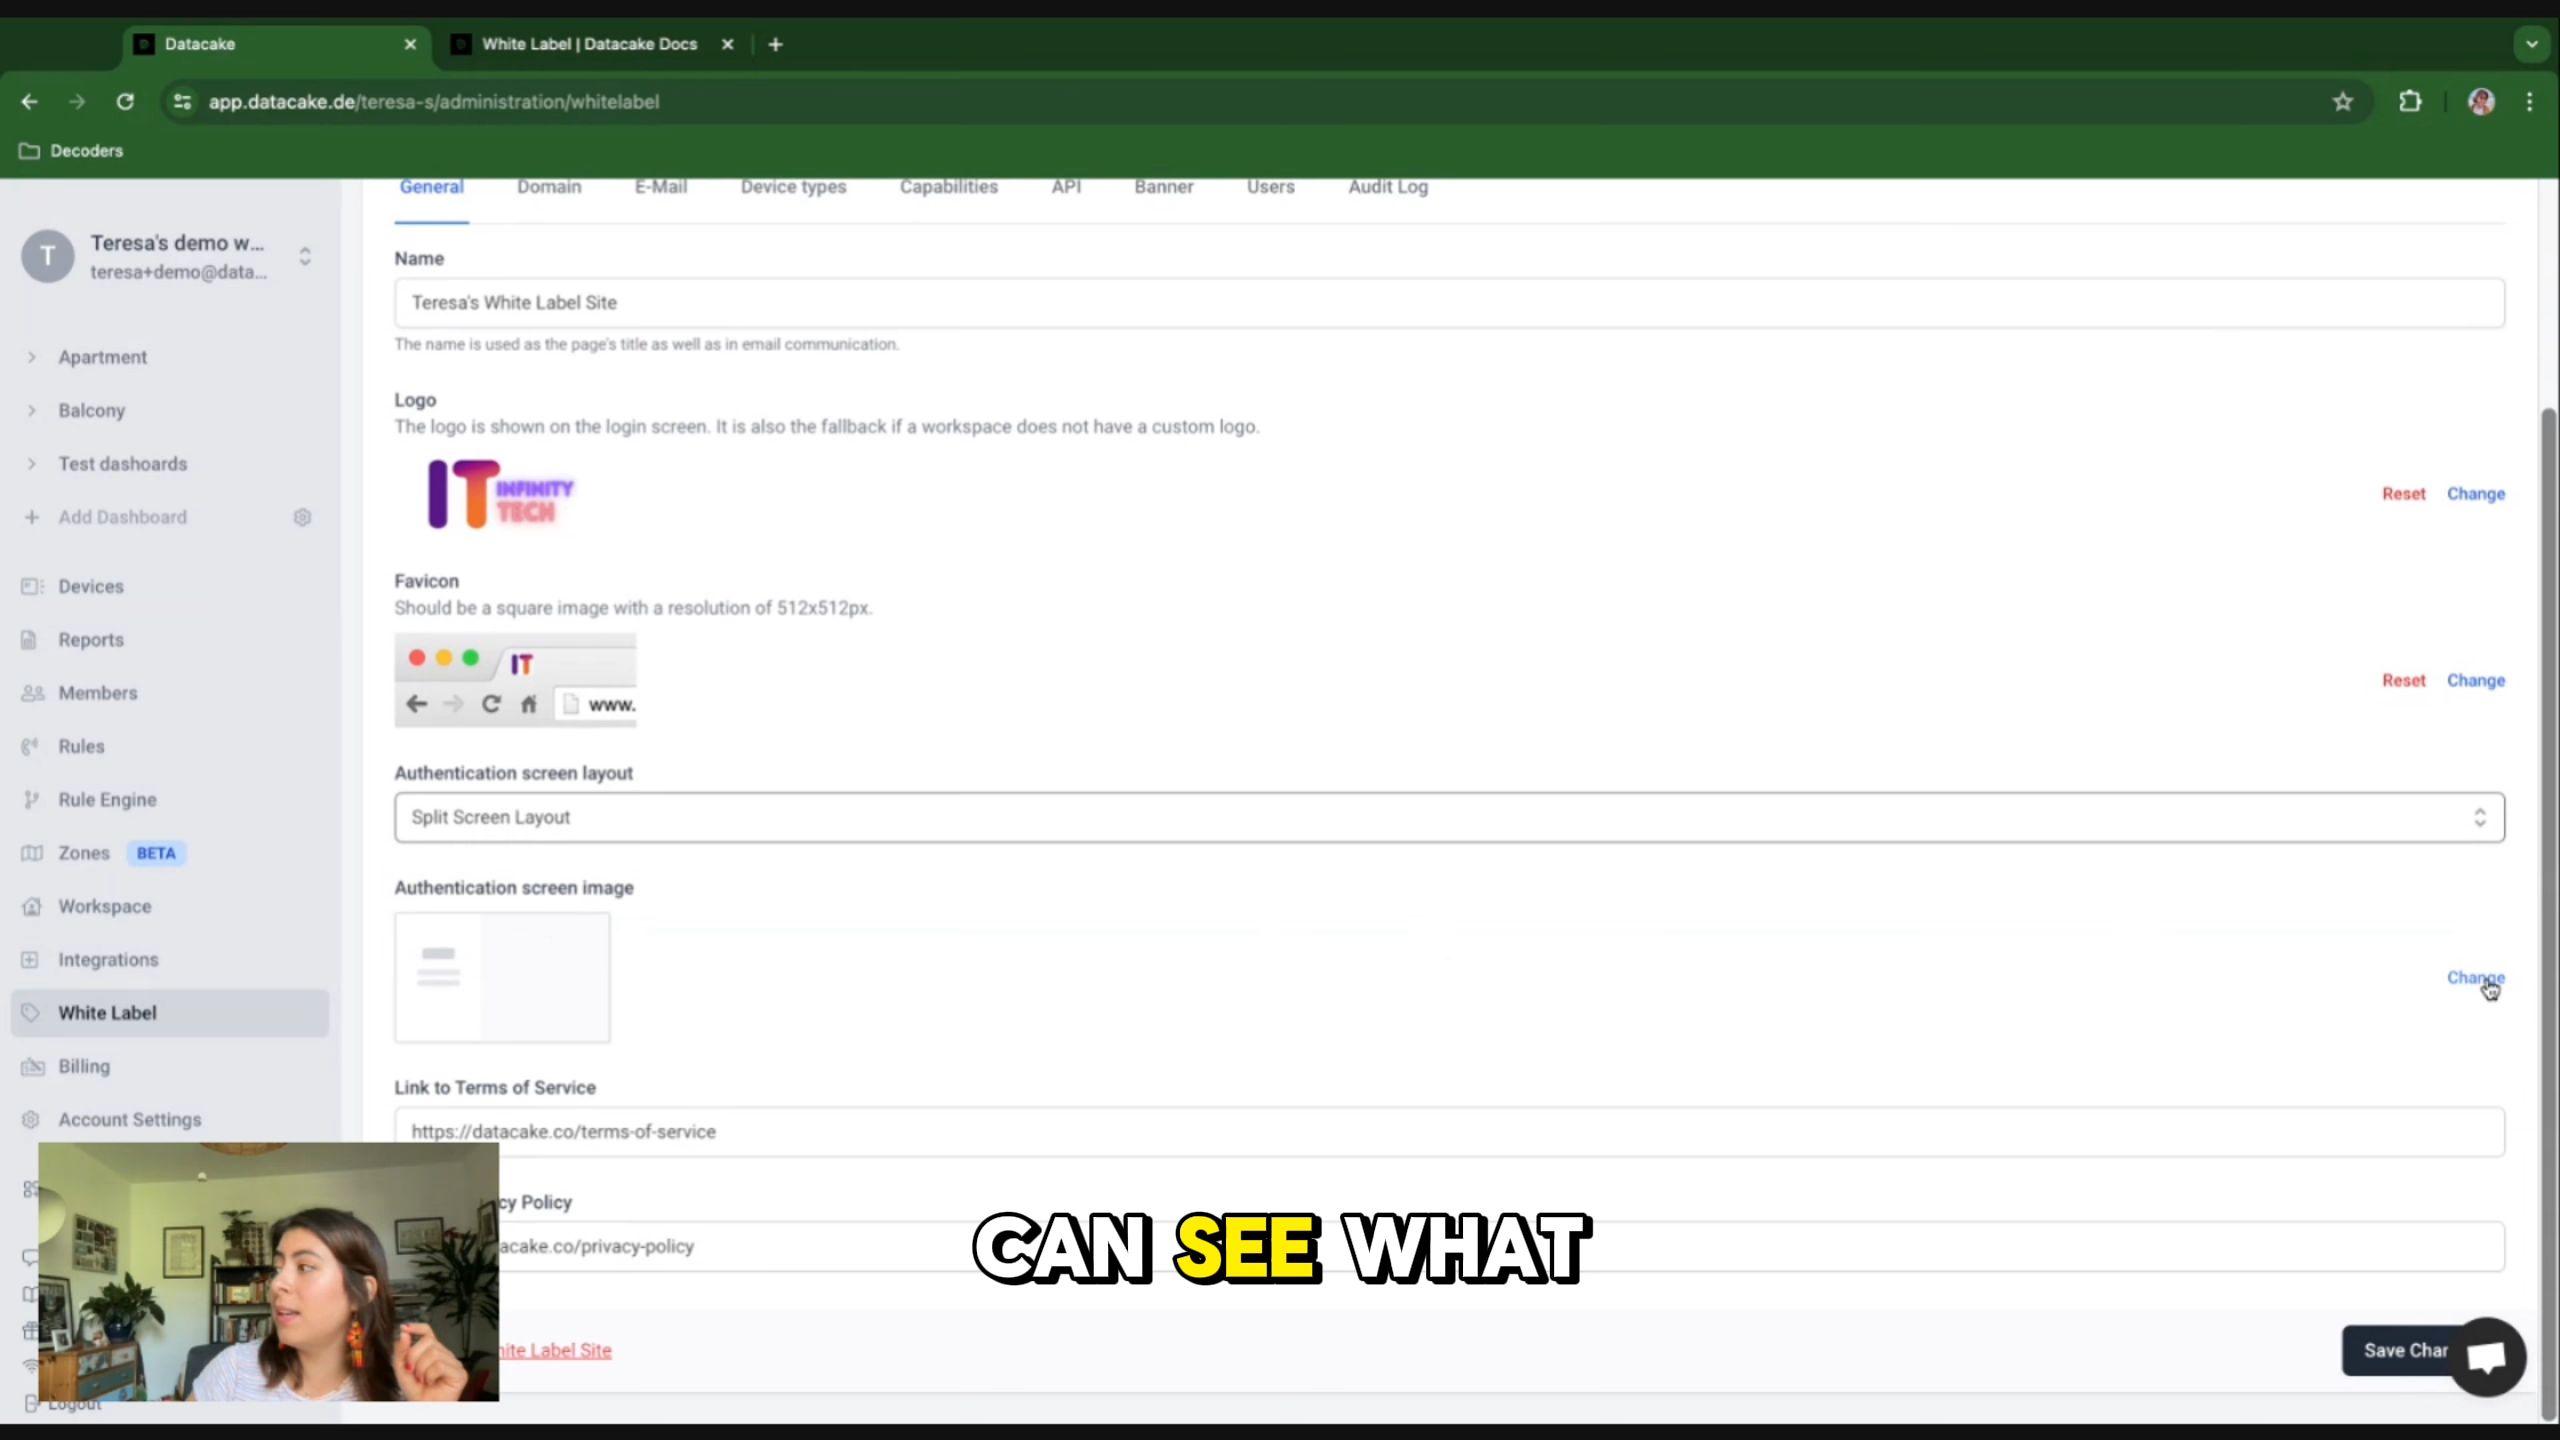 Datacake
White Label | Datacake Docs
app.datacake.de/teresa-s/administration/whitelabel
Decoders
General
Domain
E-Mail
Device types
Capabilities
API
Banner
Users
Audit Log
T
Teresa's demo w...
teresa+demo@data...
Apartment
Balcony
Test dashoards
Add Dashboard
Devices
Reports
Members
Rules
Rule Engine
Zones BETA
Workspace
Integrations
White Label
Billing
Account Settings
Logout
Name
Teresa's White Label Site
The name is used as the page's title as well as in email communication.
Logo
The logo is shown on the login screen. It is also the fallback if a workspace does not have a custom logo.
IT INFINITY
TECH
Reset Change
Favicon
Should be a square image with a resolution of 512x512px.
IT
www.
Reset Change
Authentication screen layout
Split Screen Layout
Authentication screen image
Change
Link to Terms of Service
https://datacake.co/terms-of-service
cy Policy
acake.co/privacy-policy
CAN SEE WHAT
hite Label Site
Save Chan